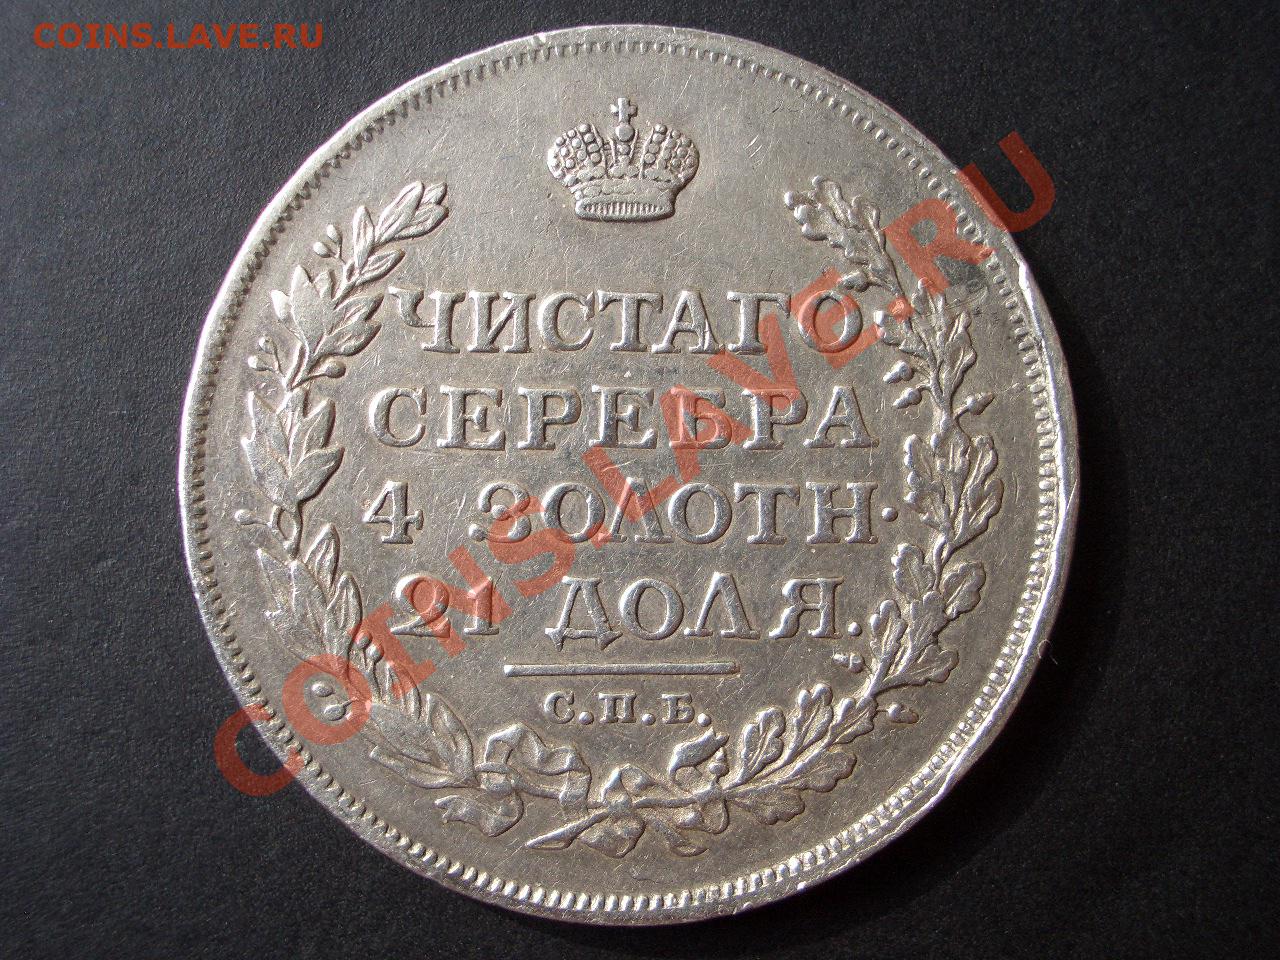 COINS.LAVE.RU
ЧИСТАГО
СЕРЕБРА
4 ЗОЛОТН.
21 ДОЛЯ.
С.П.Б.
COINS.LAVE.RU